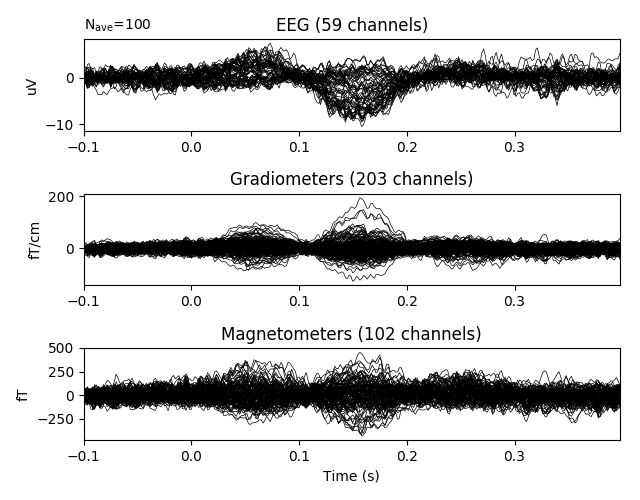 N_ave=100
EEG (59 channels)
uV
0
−10
−0.1 0.0 0.1 0.2 0.3
Gradiometers (203 channels)
fT/cm
200
0
−0.1 0.0 0.1 0.2 0.3
Magnetometers (102 channels)
fT
500
250
0
−250
−0.1 0.0 0.1 0.2 0.3
Time (s)